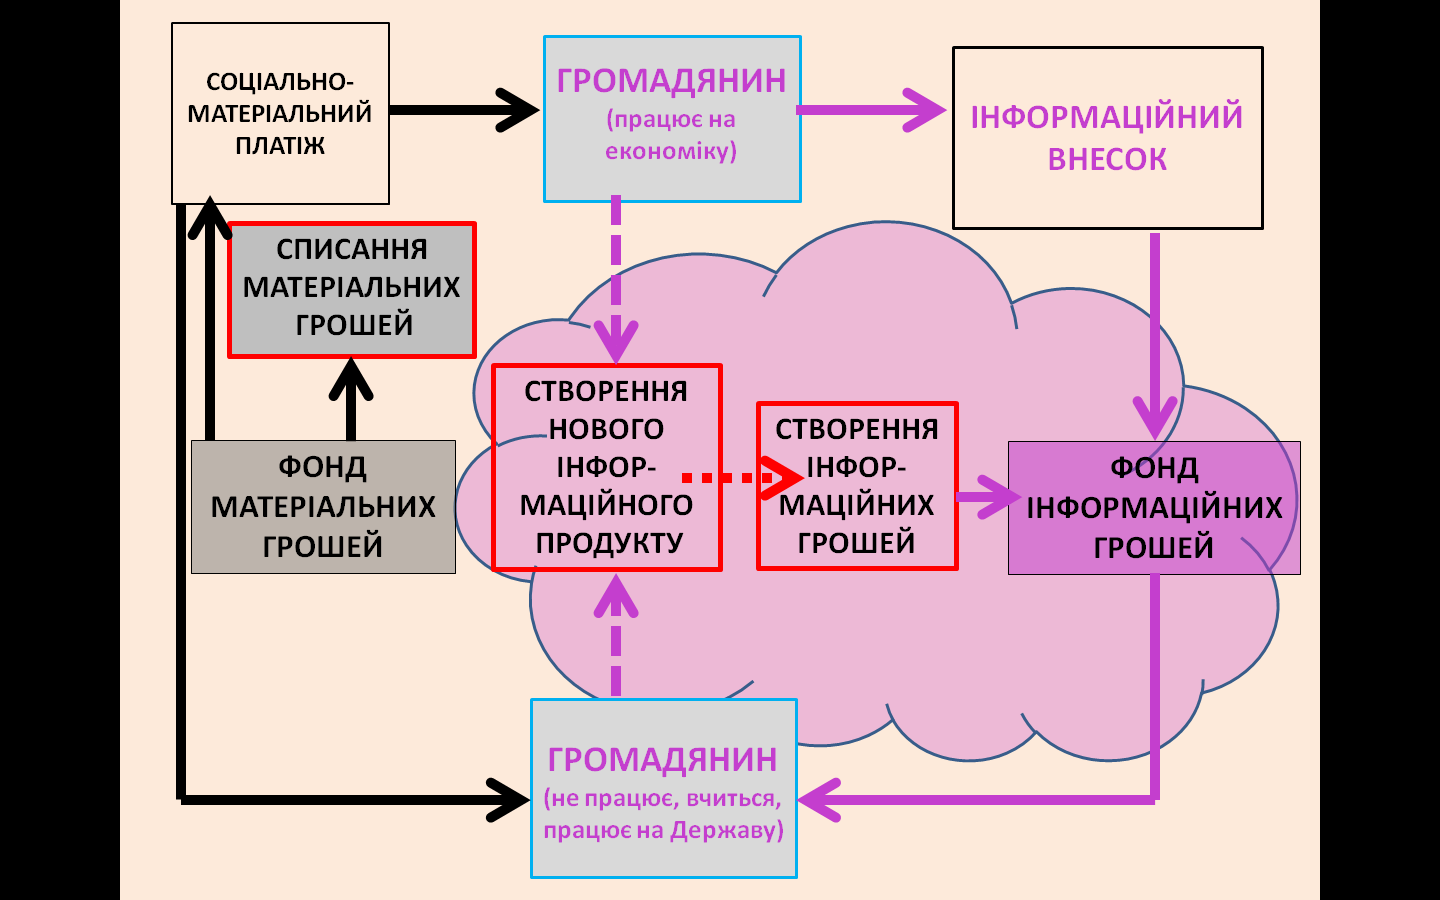 СОЦІАЛЬНО-
МАТЕРІАЛЬНИЙ
ПЛАТІЖ
ГРОМАДЯНИН
(працює на
економіку)
ІНФОРМАЦІЙНИЙ
ВНЕСОК
СПИСАННЯ
МАТЕРІАЛЬНИХ
ГРОШЕЙ
ФОНД
МАТЕРІАЛЬНИХ
ГРОШЕЙ
СТВОРЕННЯ
НОВОГО
ІНФОР-
МАЦІЙНОГО
ПРОДУКТУ
СТВОРЕННЯ
ІНФОР-
МАЦІЙНИХ
ГРОШЕЙ
ФОНД
ІНФОРМАЦІЙНИХ
ГРОШЕЙ
ГРОМАДЯНИН
(не працює, вчиться,
працює на Державу)